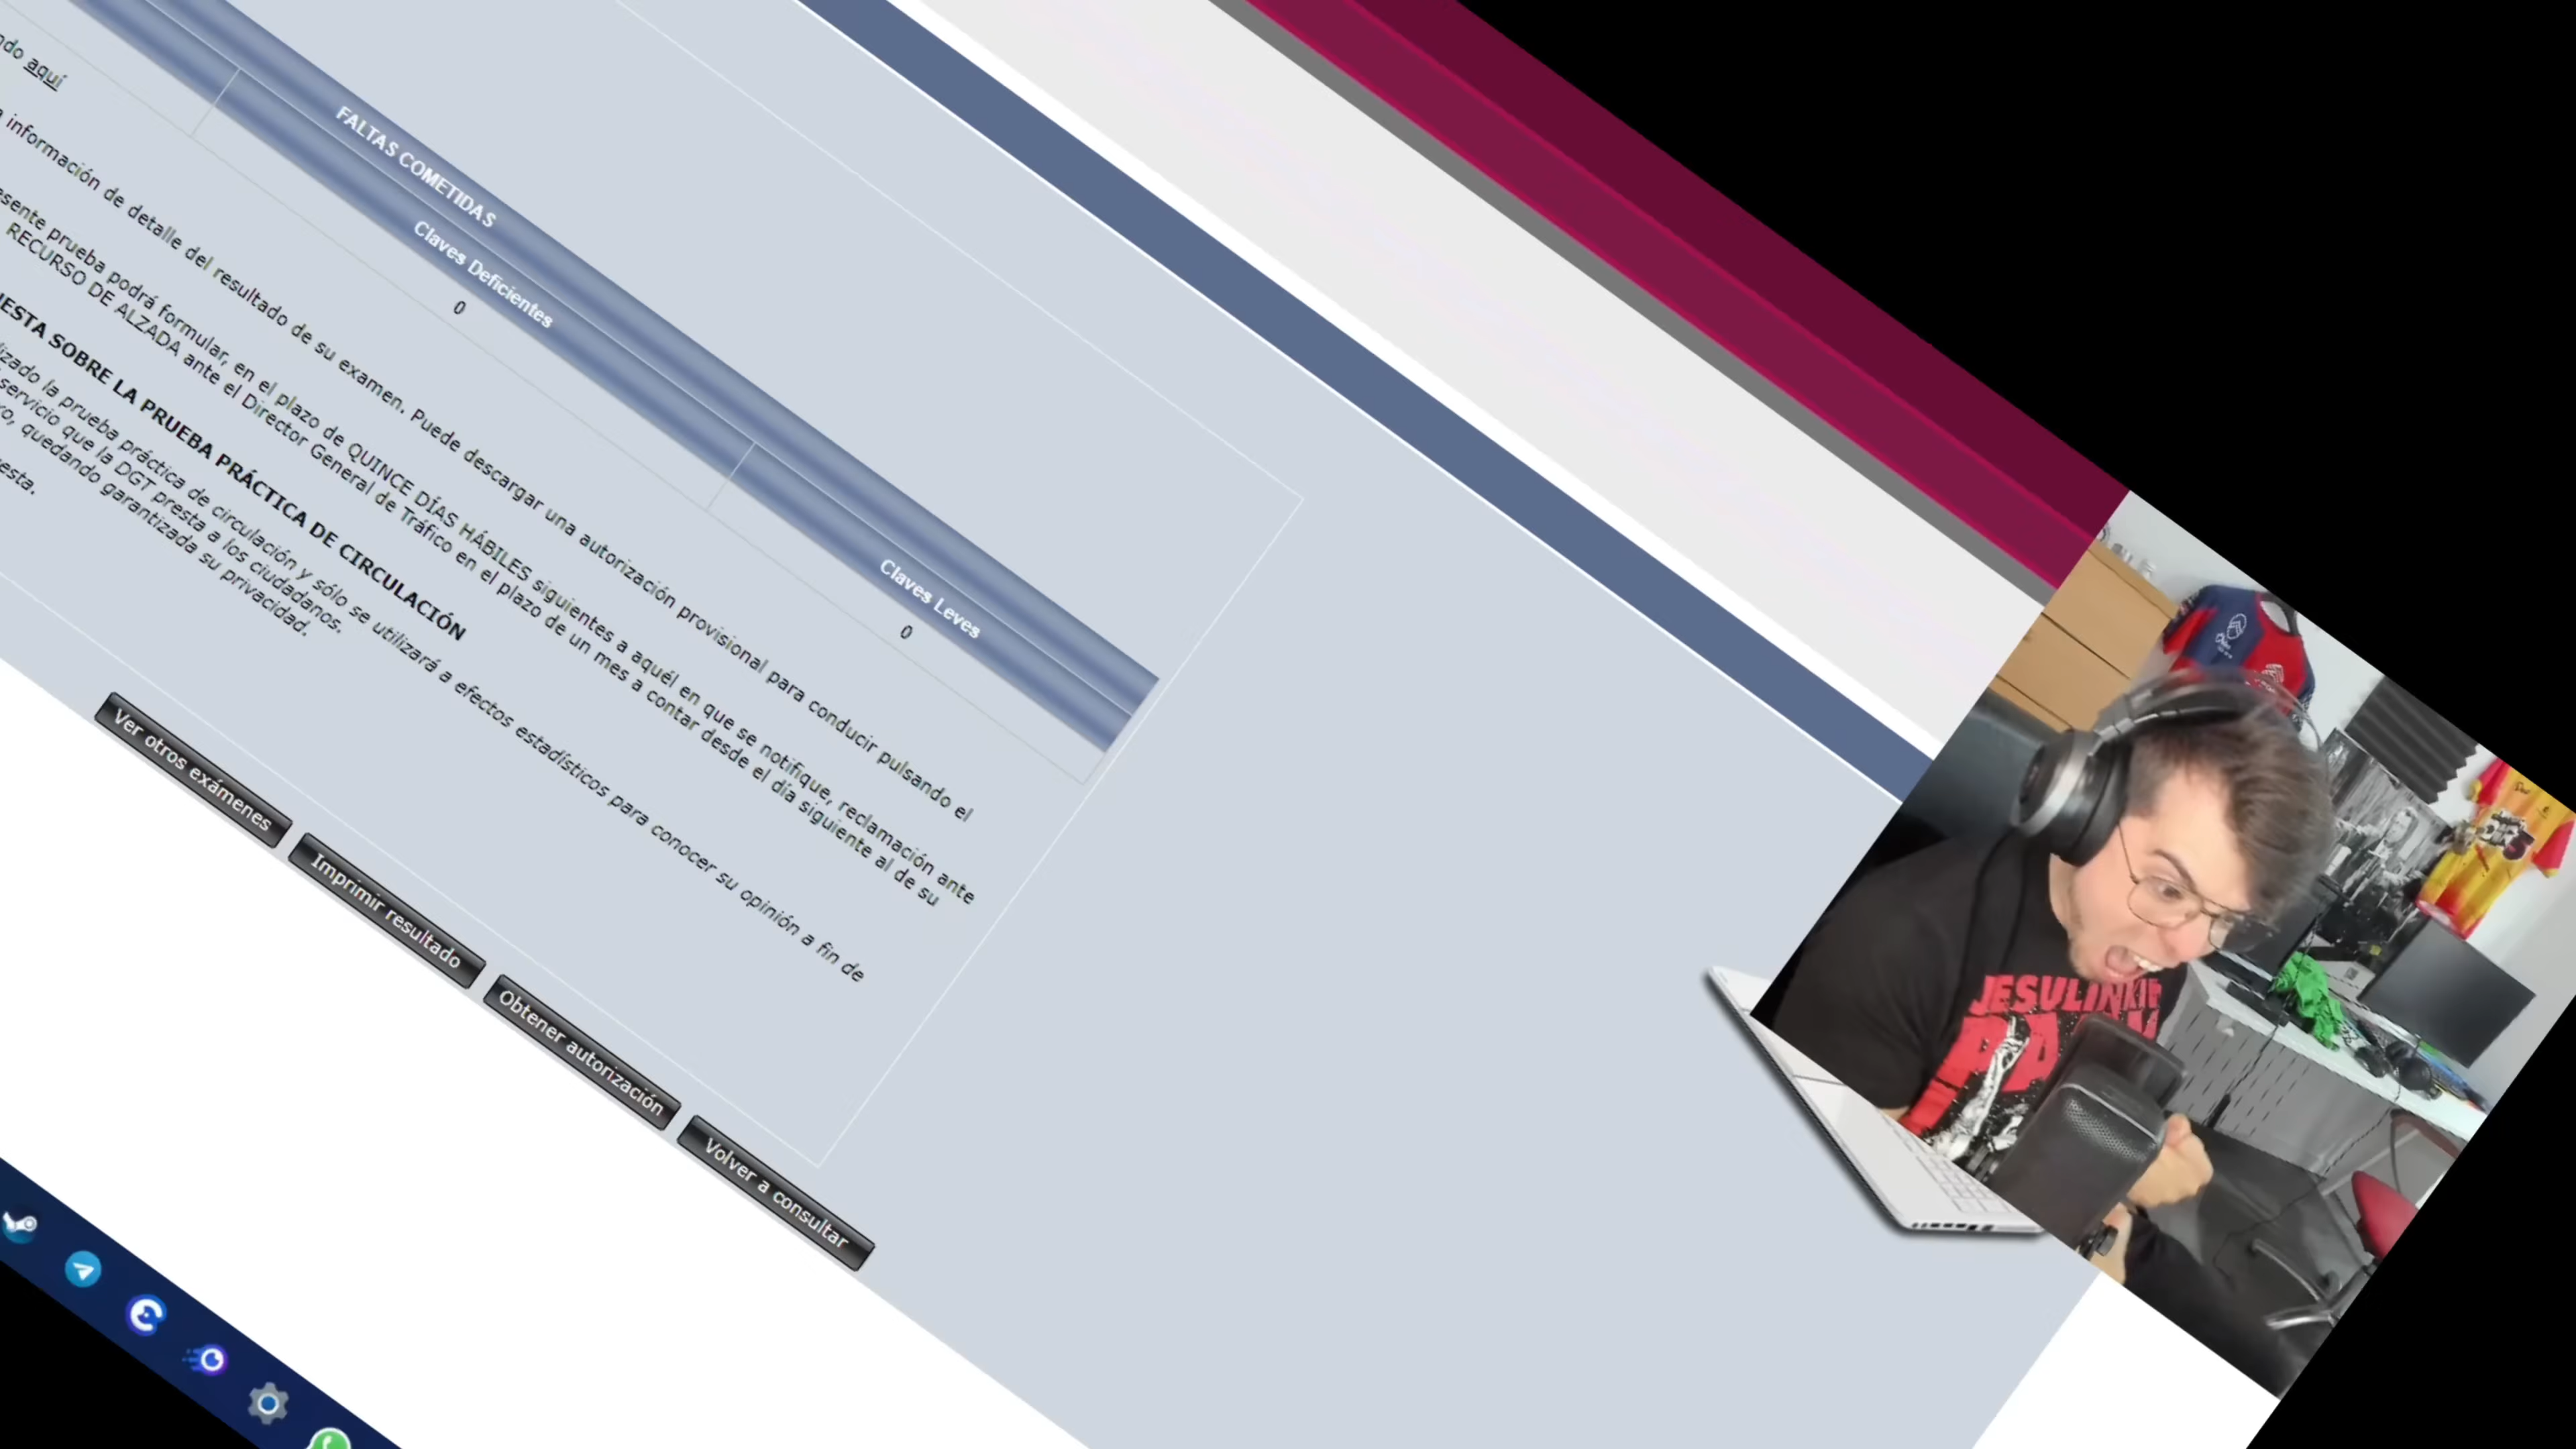 FALTAS COMETIDAS
Claves Deficientes
Claves Leves
0
0
aquí
información de detalle del resultado de su examen. Puede descargar una autorización provisional para conducir pulsando el
prueba podrá formular, en el plazo de QUINCE DÍAS HÁBILES siguientes a aquél en que se notifique, reclamación ante
RECURSO DE ALZADA ante el Director General de Tráfico en el plazo de un mes a contar desde el día siguiente al de su
SOBRE LA PRUEBA PRÁCTICA DE CIRCULACIÓN
la prueba práctica de circulación y sólo se utilizará a efectos estadísticos para conocer su opinión a fin de
servicio que la DGT presta a los ciudadanos.
quedando garantizada su privacidad.
Ver otros exámenes
Imprimir resultado
Obtener autorización
Volver a consultar